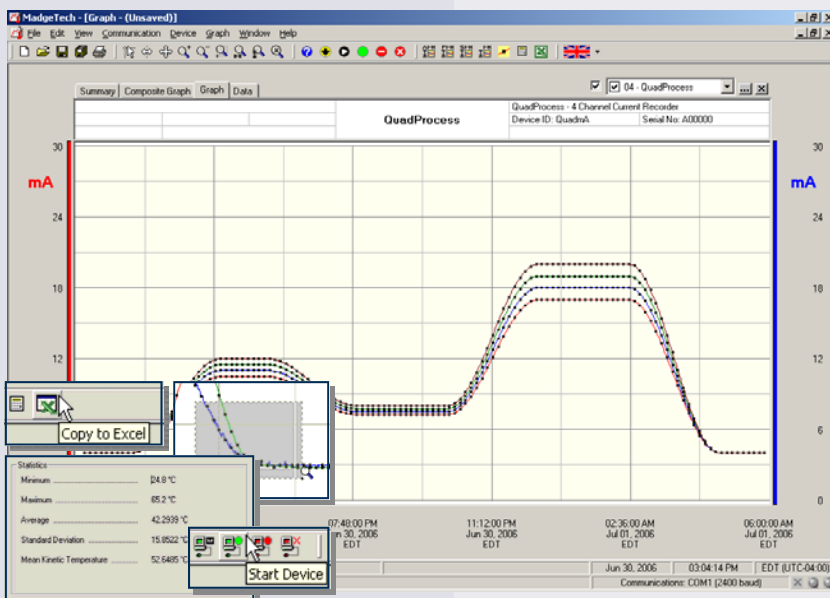 MadgeTech - [Graph - (Unsaved)]
File Edit View Communication Device Graph Window Help
Summary Composite Graph Graph Data
04 - QuadProcess
QuadProcess
QuadProcess - 4 Channel Current Recorder
Device ID: QuadmA Serial No: A00000
30 30
mA mA
24 24
18 18
12 12
6
0
Copy to Excel
Statistics
Minimum 24.8 °C
Maximum 65.2 °C
Average 42.2939 °C
Standard Deviation 15.8522 °C
Mean Kinetic Temperature 52.6485 °C
Start Device
07:48:00 PM 11:12:00 PM 02:36:00 AM 06:00:00 AM
n 30, 2006 Jun 30, 2006 Jul 01, 2006 Jul 01, 2006
EDT EDT EDT EDT
Jun 30, 2006 03:04:14 PM EDT (UTC-04:00)
Communications: COM1 (2400 baud)